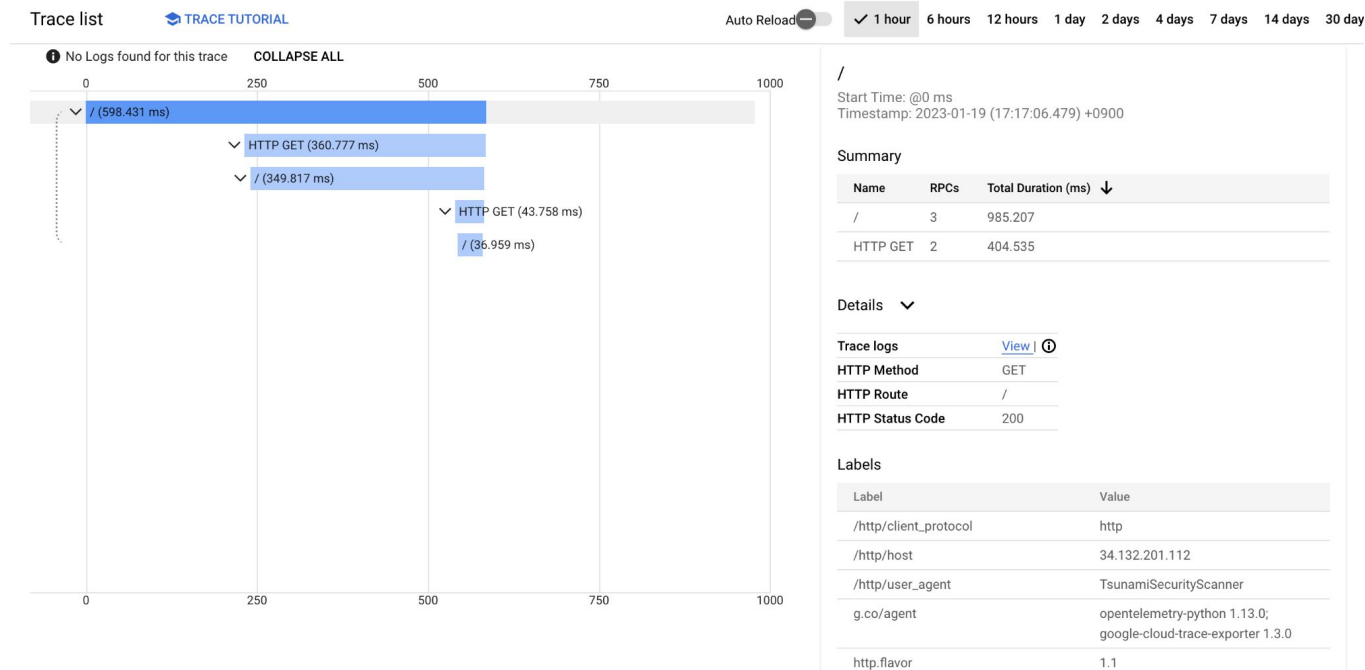 Trace list
TRACE TUTORIAL
Auto Reload
1 hour 6 hours 12 hours 1 day 2 days 4 days 7 days 14 days 30 day
No Logs found for this trace COLLAPSE ALL
0 250 500 750 1000
/ (598.431 ms)
HTTP GET (360.777 ms)
/ (349.817 ms)
HTTP GET (43.758 ms)
/ (36.959 ms)
0 250 500 750 1000
/
Start Time: @0 ms
Timestamp: 2023-01-19 (17:17:06.479) +0900
Summary
Name RPCs Total Duration (ms)
/ 3 985.207
HTTP GET 2 404.535
Details
Trace logs View |
HTTP Method GET
HTTP Route /
HTTP Status Code 200
Labels
Label Value
/http/client_protocol http
/http/host 34.132.201.112
/http/user_agent TsunamiSecurityScanner
g.co/agent opentelemetry-python 1.13.0;
google-cloud-trace-exporter 1.3.0
http.flavor 1.1